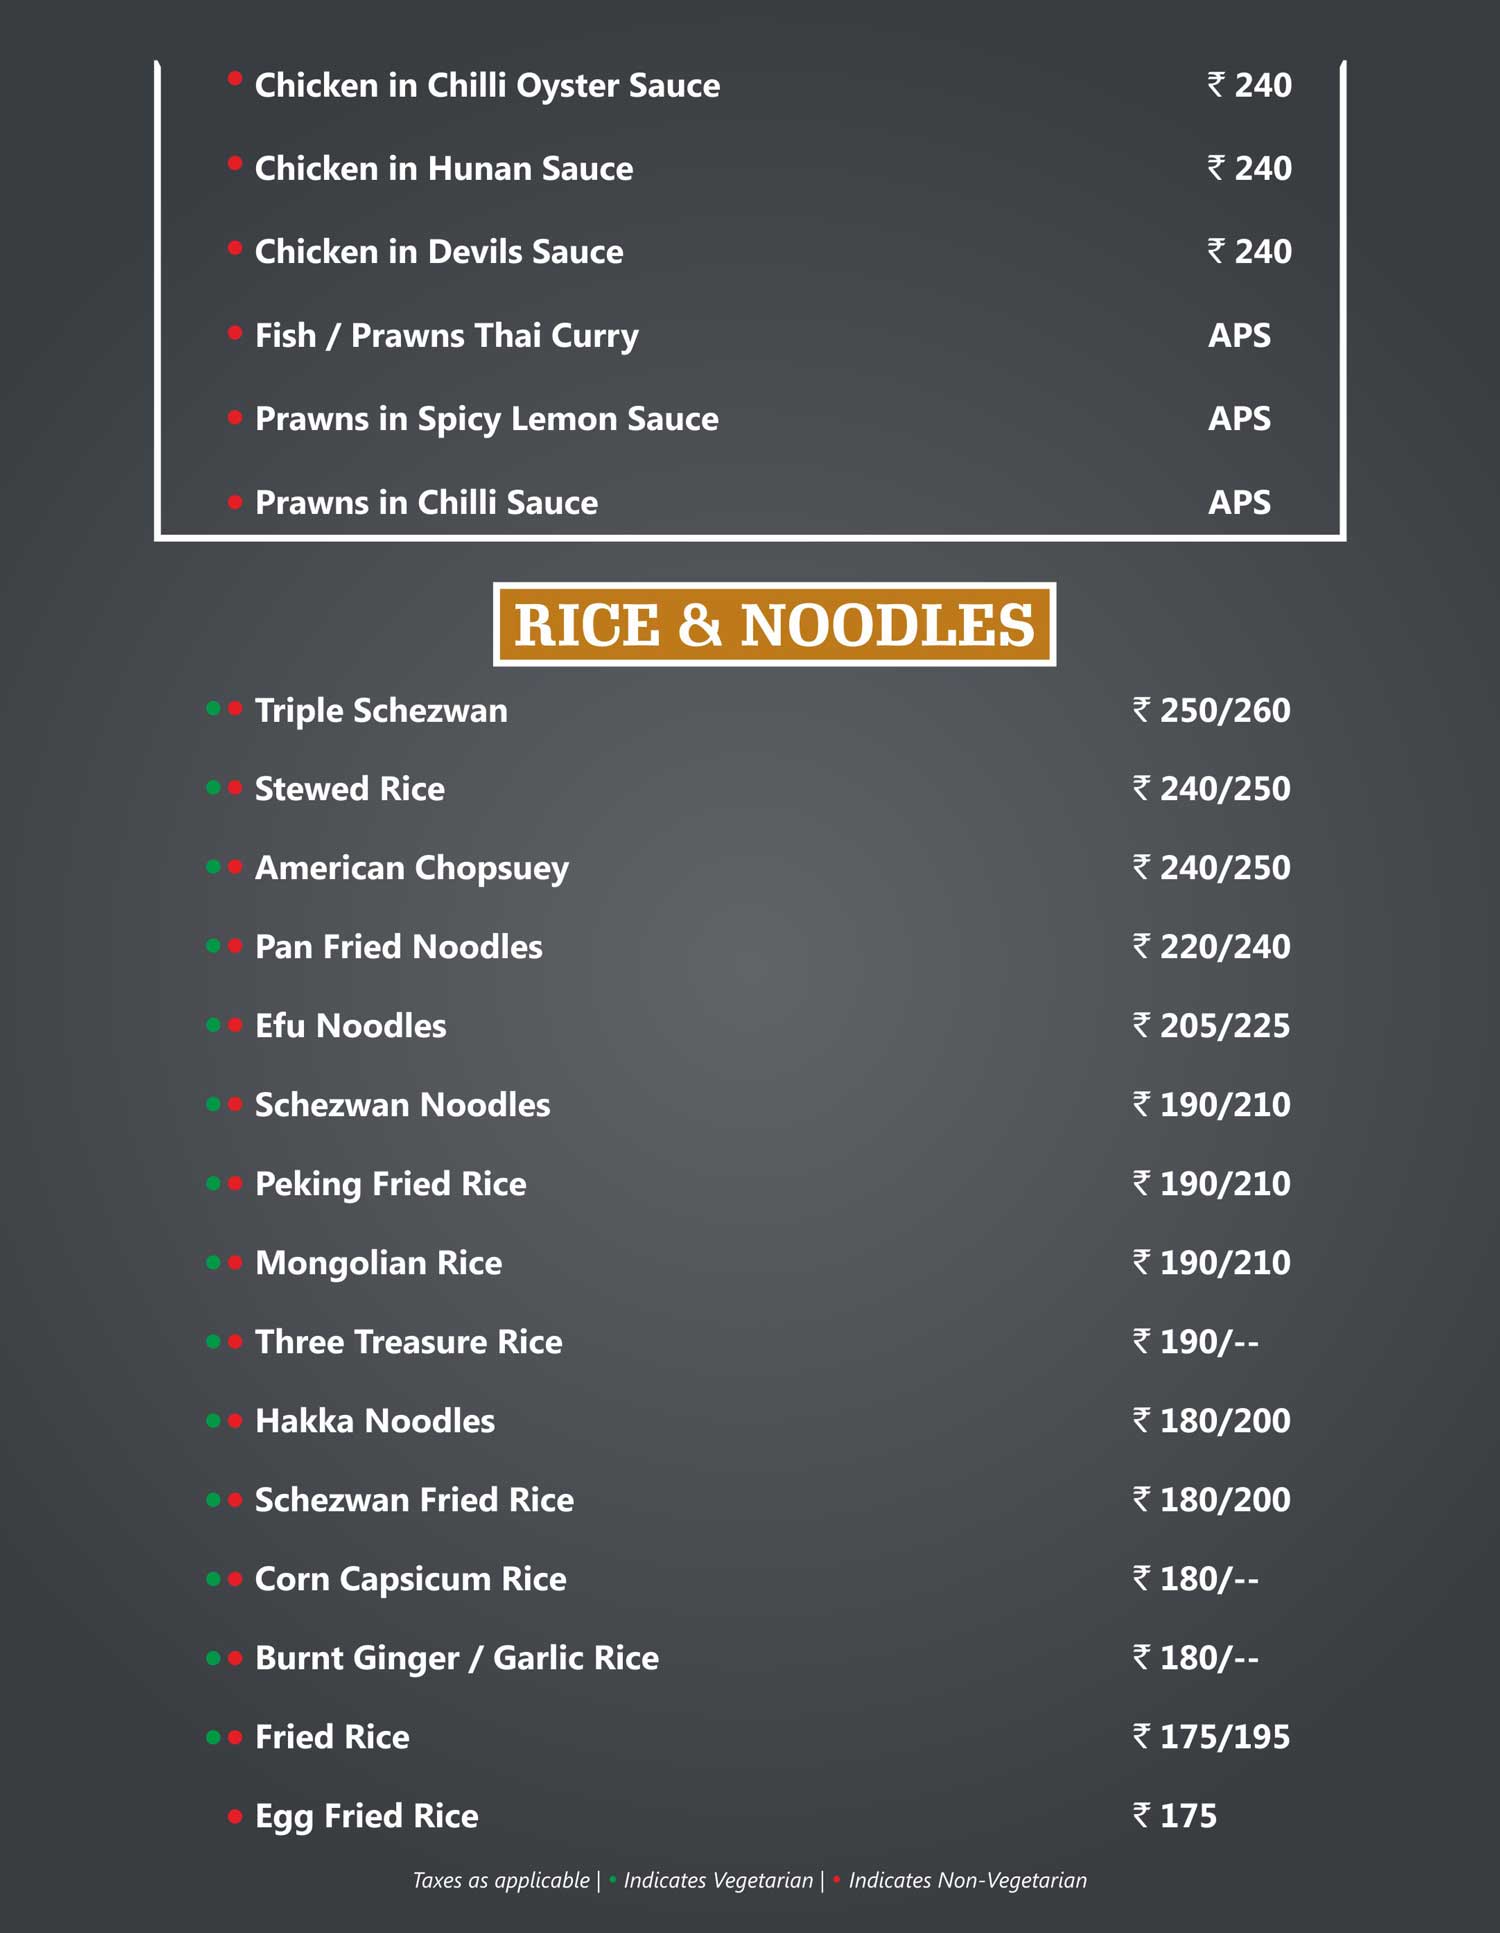 Chicken in Chilli Oyster Sauce ₹ 240
Chicken in Hunan Sauce ₹ 240
Chicken in Devils Sauce ₹ 240
Fish / Prawns Thai Curry APS
Prawns in Spicy Lemon Sauce APS
Prawns in Chilli Sauce APS
RICE & NOODLES
Triple Schezwan ₹ 250/260
Stewed Rice ₹ 240/250
American Chopsuey ₹ 240/250
Pan Fried Noodles ₹ 220/240
Efu Noodles ₹ 205/225
Schezwan Noodles ₹ 190/210
Peking Fried Rice ₹ 190/210
Mongolian Rice ₹ 190/210
Three Treasure Rice ₹ 190/--
Hakka Noodles ₹ 180/200
Schezwan Fried Rice ₹ 180/200
Corn Capsicum Rice ₹ 180/--
Burnt Ginger / Garlic Rice ₹ 180/--
Fried Rice ₹ 175/195
Egg Fried Rice ₹ 175
Taxes as applicable | • Indicates Vegetarian | • Indicates Non-Vegetarian